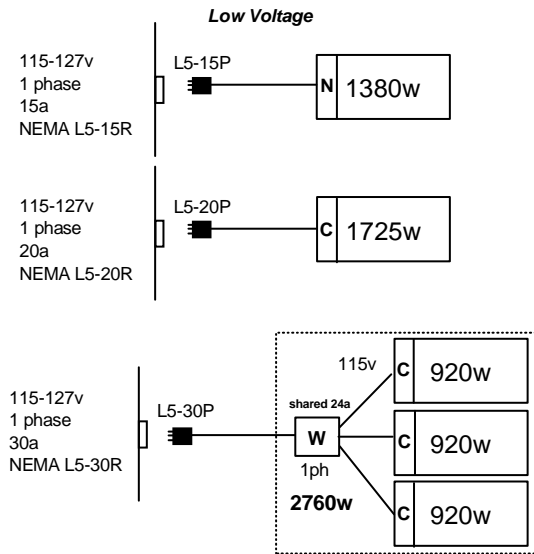 Low Voltage
115-127v
1 phase
15a
NEMA L5-15R
L5-15P
N
1380w
115-127v
1 phase
20a
NEMA L5-20R
L5-20P
C
1725w
115-127v
1 phase
30a
NEMA L5-30R
L5-30P
shared 24a
W
1ph
2760w
115v
C
920w
C
920w
C
920w